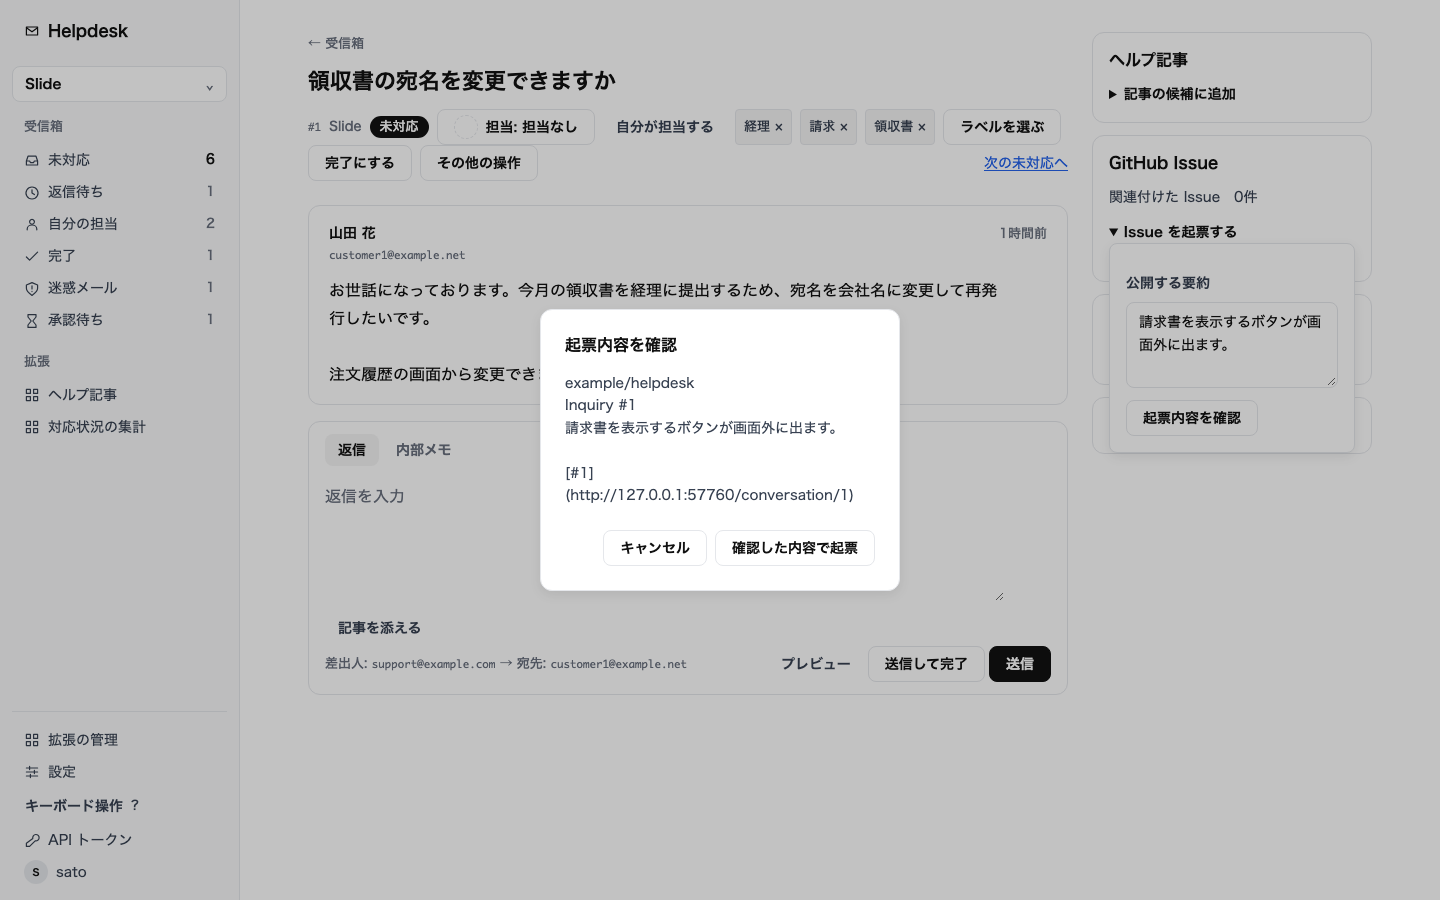 Helpdesk
Slide
受信箱
未対応 6
返信待ち 1
自分の担当 2
完了 1
迷惑メール 1
承認待ち 1
拡張
ヘルプ記事
対応状況の集計
拡張の管理
設定
キーボード操作 ?
API トークン
S sato
← 受信箱
領収書の宛名を変更できますか
#1 Slide 未対応 担当: 担当なし 自分が担当する 経理 × 請求 × 領収書 × ラベルを選ぶ
完了にする その他の操作 次の未対応へ
山田 花 1時間前
customer1@example.net
お世話になっております。今月の領収書を経理に提出するため、宛名を会社名に変更して再発
行したいです。
注文履歴の画面から変更でき
返信 内部メモ
返信を入力
記事を添える
差出人: support@example.com → 宛先: customer1@example.net プレビュー 送信して完了 送信
起票内容を確認
example/helpdesk
Inquiry #1
請求書を表示するボタンが画面外に出ます。
[#1]
(http://127.0.0.1:57760/conversation/1)
キャンセル 確認した内容で起票
ヘルプ記事
▶ 記事の候補に追加
GitHub Issue
関連付けた Issue 0件
▼ Issue を起票する
公開する要約
請求書を表示するボタンが画
面外に出ます。
起票内容を確認